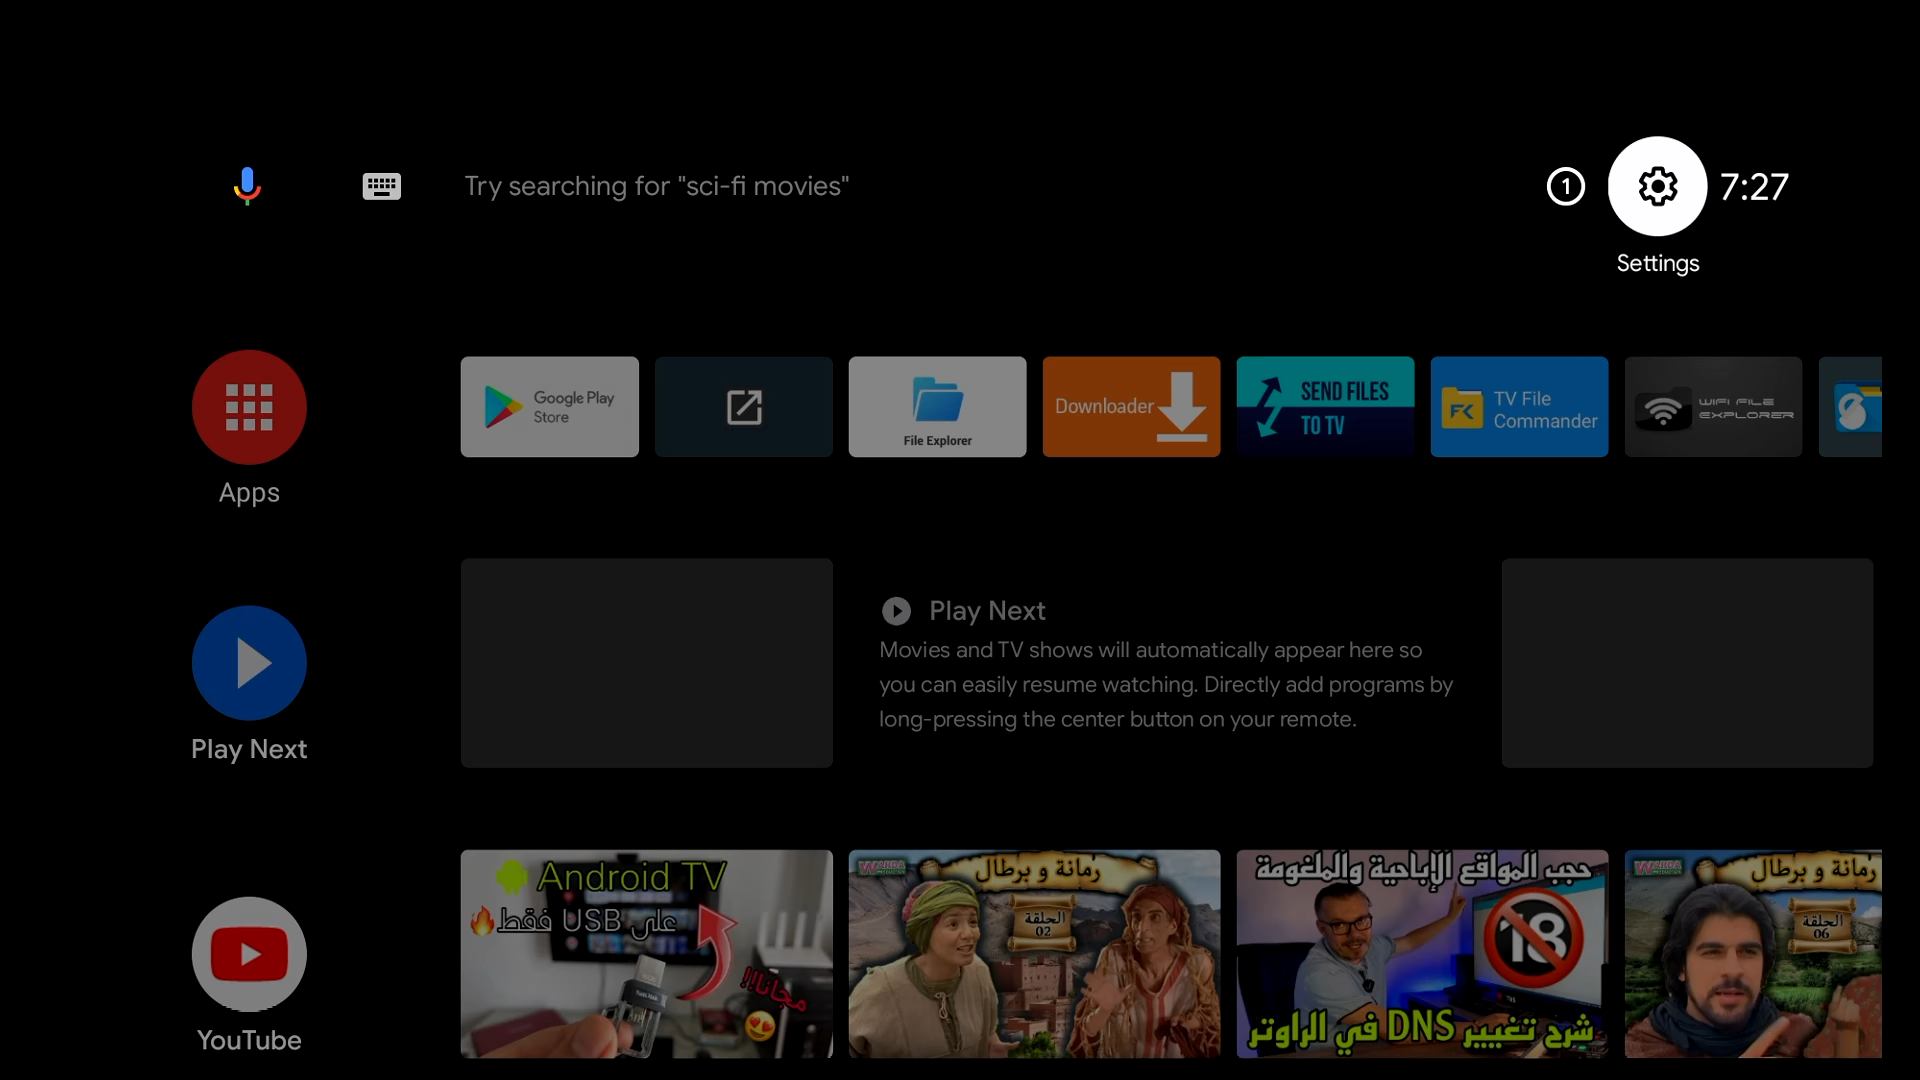 Try searching for "sci-fi movies"
1
7:27
Settings
Apps
Google Play
Store
File Explorer
Downloader
SEND FILES
TO TV
FK
TV File
Commander
WIFI FILE
EXPLORER
Play Next
Play Next
Movies and TV shows will automatically appear here so
you can easily resume watching. Directly add programs by
long-pressing the center button on your remote.
YouTube
Android TV
على USB فقط
مجانا!!
رمانة و برطال
الحلقة
02
حجب المواقع الإباحية والملغومة
18
شرح تغيير DNS في الراوتر
رمانة و برطال
الحلقة
06